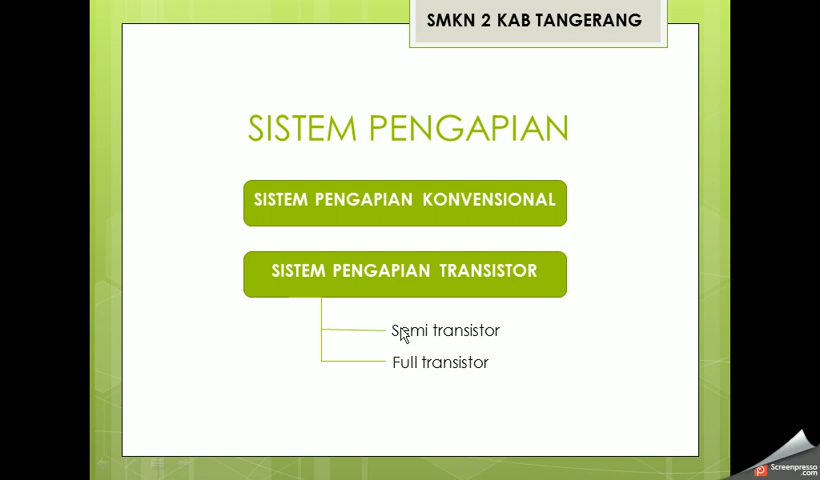 SMKN 2 KAB TANGERANG
SISTEM PENGAPIAN
SISTEM PENGAPIAN KONVENSIONAL
SISTEM PENGAPIAN TRANSISTOR
Semi transistor
Full transistor
Screenpresso
.com